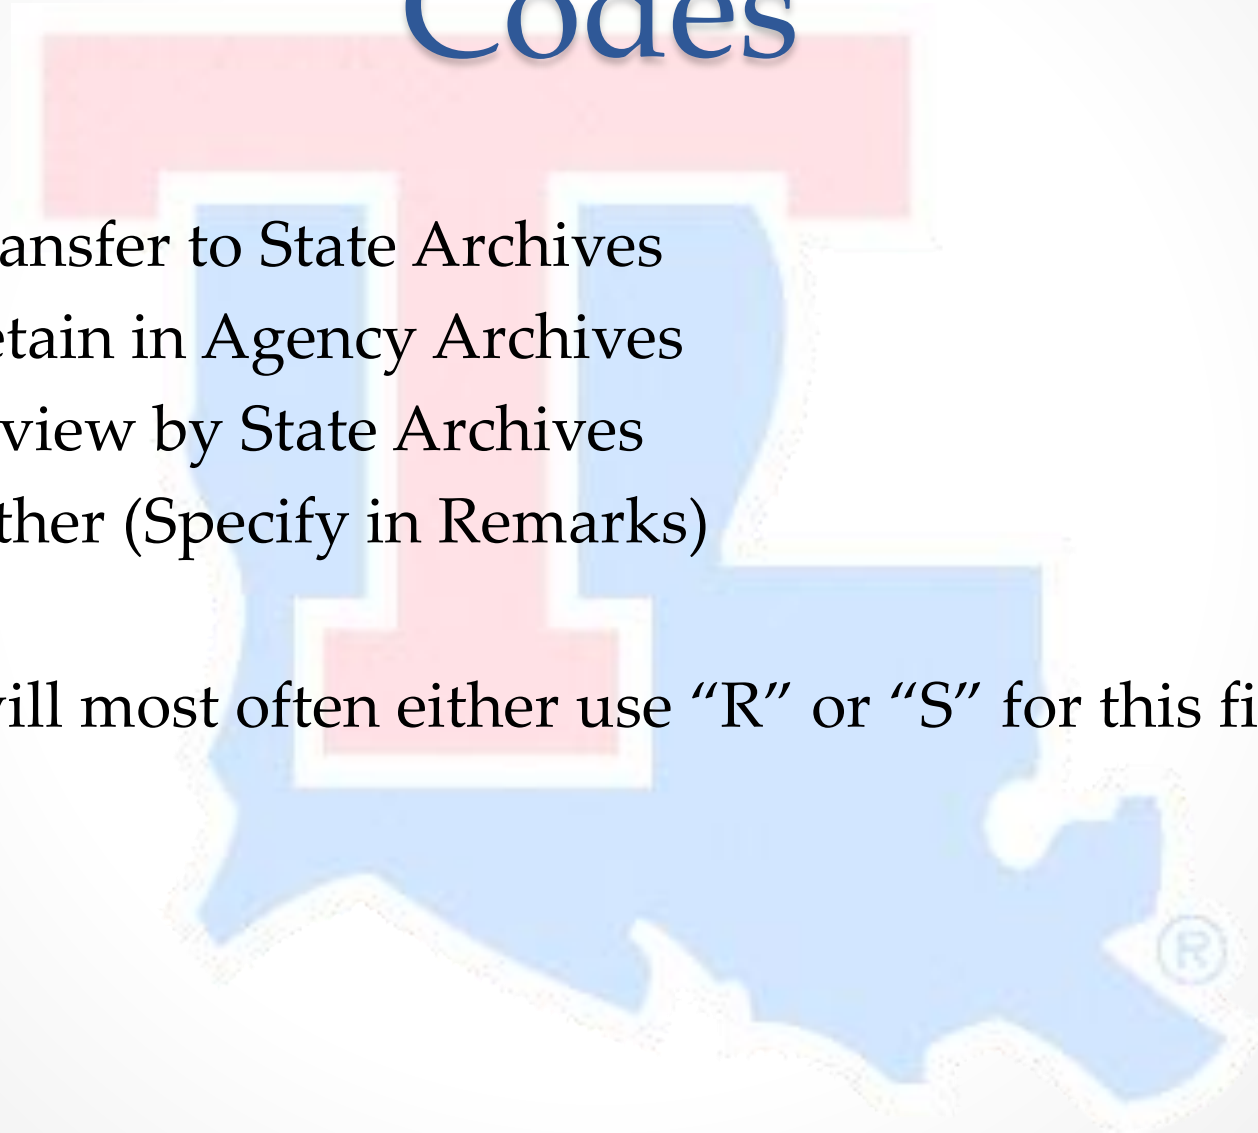 Codes
ansfer to State Archives
etain in Agency Archives
view by State Archives
ther (Specify in Remarks)
will most often either use “R” or “S” for this fi
®